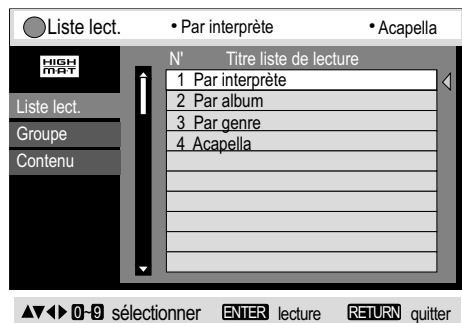 Liste lect. • Par interprète • Acapella
HIGH
MAT
N' Titre liste de lecture
1 Par interprète
2 Par album
3 Par genre
4 Acapella
Liste lect.
Groupe
Contenu
▲▼◀▶ 0~9 sélectionner ENTER lecture RETURN quitter